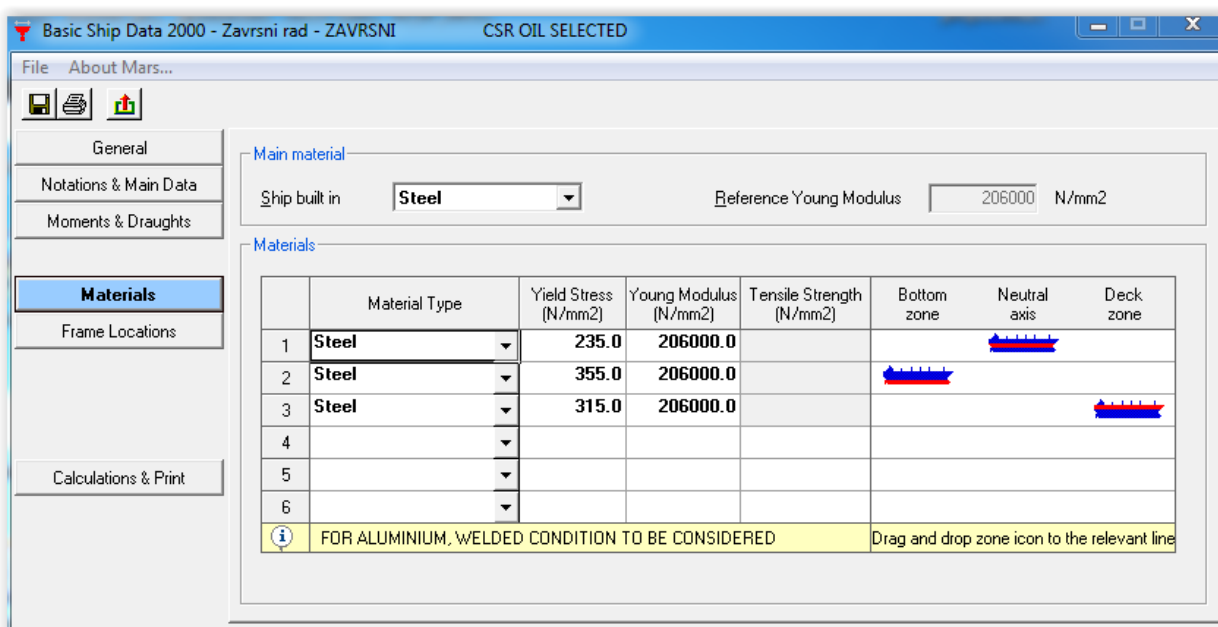 Basic Ship Data 2000 - Zavrsni rad - ZAVRSNI CSR OIL SELECTED
File About Mars...
General
Notations & Main Data
Moments & Draughts
Materials
Frame Locations
Calculations & Print
Main material
Ship built in Steel Reference Young Modulus 206000 N/mm2
Materials
Material Type Yield Stress (N/mm2) Young Modulus (N/mm2) Tensile Strength (N/mm2) Bottom zone Neutral axis Deck zone
1 Steel 235.0 206000.0
2 Steel 355.0 206000.0
3 Steel 315.0 206000.0
4
5
6
FOR ALUMINIUM, WELDED CONDITION TO BE CONSIDERED Drag and drop zone icon to the relevant line